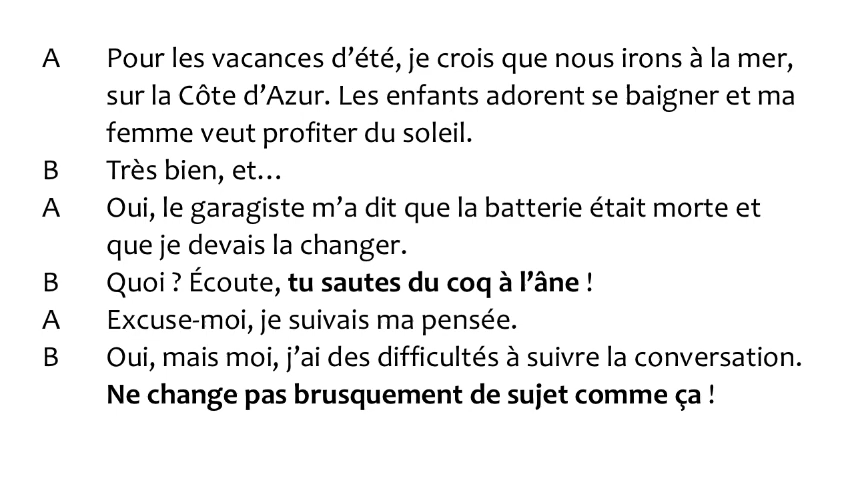 A Pour les vacances d’été, je crois que nous irons à la mer,
sur la Côte d’Azur. Les enfants adorent se baigner et ma
femme veut profiter du soleil.
B Très bien, et…
A Oui, le garagiste m’a dit que la batterie était morte et
que je devais la changer.
B Quoi ? Écoute, tu sautes du coq à l’âne !
A Excuse-moi, je suivais ma pensée.
B Oui, mais moi, j’ai des difficultés à suivre la conversation.
Ne change pas brusquement de sujet comme ça !